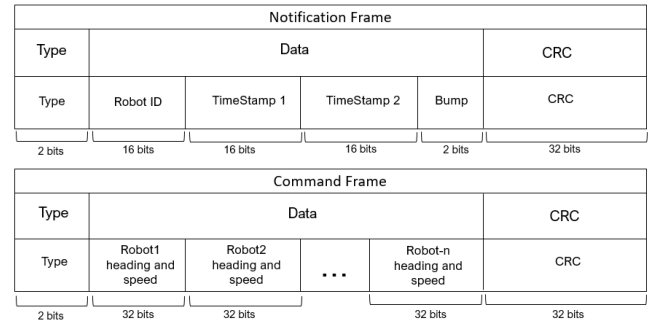 Notification Frame
Type Data CRC
Type Robot ID TimeStamp 1 TimeStamp 2 Bump CRC
2 bits 16 bits 16 bits 16 bits 2 bits 32 bits
Command Frame
Type Data CRC
Type Robot1 heading and speed Robot2 heading and speed ... Robot-n heading and speed CRC
2 bits 32 bits 32 bits 32 bits 32 bits